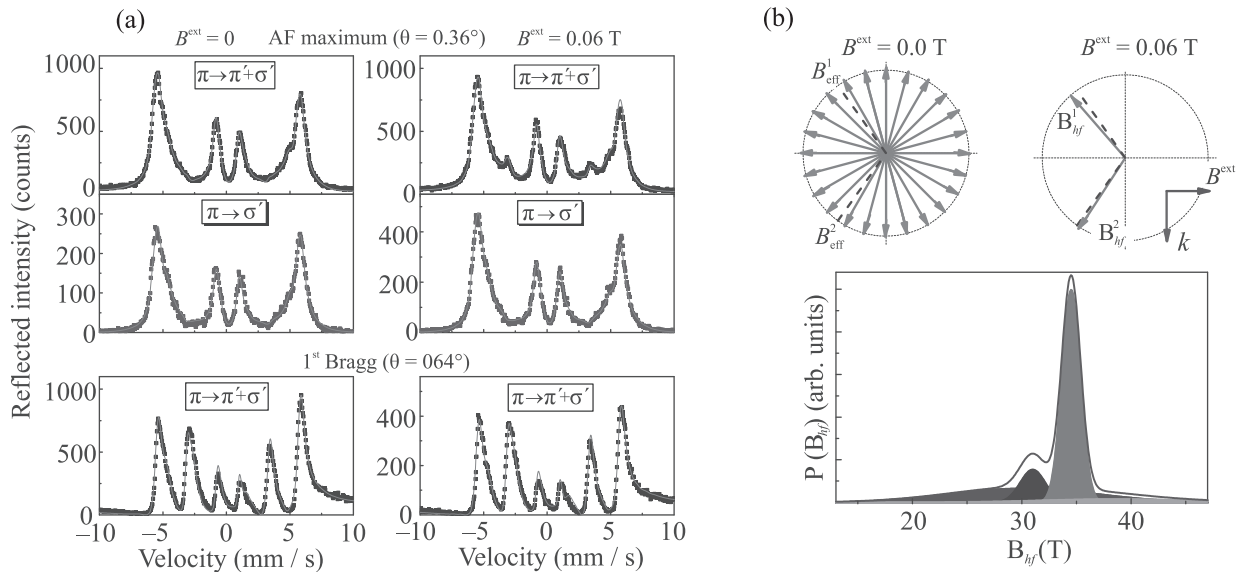 (a)
B^ext = 0 AF maximum (θ = 0.36°) B^ext = 0.06 T
Reflected intensity (counts)
1000
500
0
π→π′+σ′
π→π′+σ′
1000
500
0
300
200
100
0
π→σ′
π→σ′
400
200
0
1st Bragg (θ = 064°)
1000
500
0
π→π′+σ′
π→π′+σ′
400
200
0
–10 –5 0 5 10
–10 –5 0 5 10
Velocity (mm / s)
Velocity (mm / s)
(b)
B^ext = 0.0 T
B^ext = 0.06 T
B^1_eff
B^2_eff
B^1_hf
B^2_hf
B^ext
k
P (B_hf) (arb. units)
20 30 40
B_hf(T)